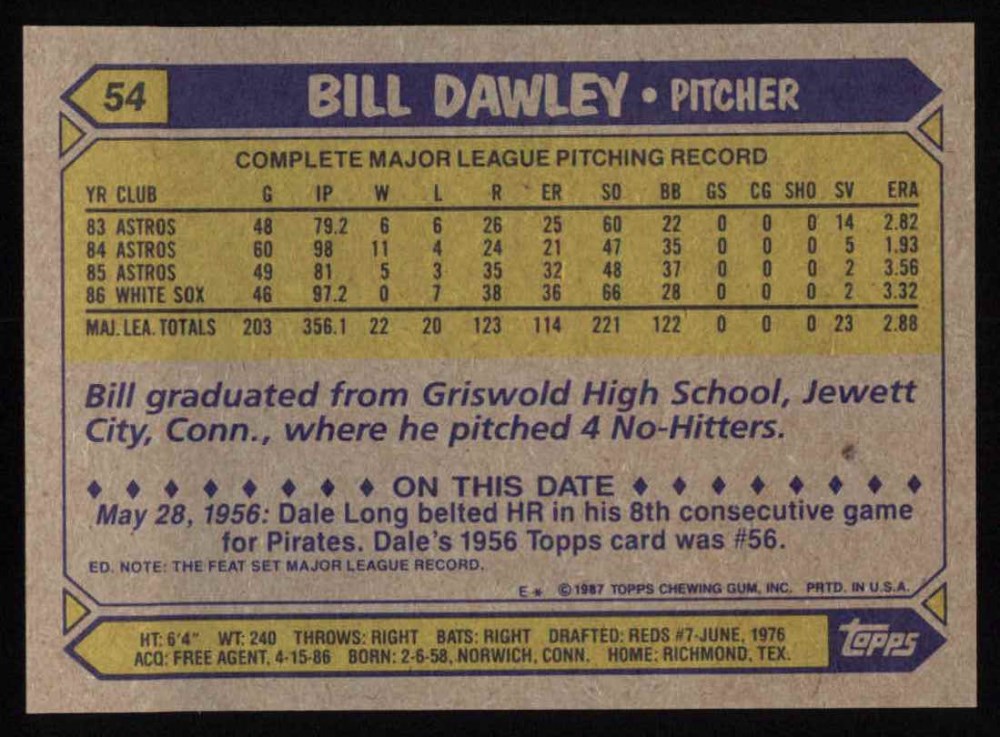 54
BILL DAWLEY • PITCHER
COMPLETE MAJOR LEAGUE PITCHING RECORD
YR CLUB G IP W L R ER SO BB GS CG SHO SV ERA
83 ASTROS 48 79.2 6 6 26 25 60 22 0 0 0 14 2.82
84 ASTROS 60 98 11 4 24 21 47 35 0 0 0 5 1.93
85 ASTROS 49 81 5 3 35 32 48 37 0 0 0 2 3.56
86 WHITE SOX 46 97.2 0 7 38 36 66 28 0 0 0 2 3.32
MAJ. LEA. TOTALS 203 356.1 22 20 123 114 221 122 0 0 0 23 2.88
Bill graduated from Griswold High School, Jewett
City, Conn., where he pitched 4 No-Hitters.
♦ ♦ ♦ ♦ ♦ ♦ ♦ ♦ ON THIS DATE ♦ ♦ ♦ ♦ ♦ ♦ ♦ ♦
May 28, 1956: Dale Long belted HR in his 8th consecutive game
for Pirates. Dale's 1956 Topps card was #56.
ED. NOTE: THE FEAT SET MAJOR LEAGUE RECORD.
E * © 1987 TOPPS CHEWING GUM, INC. PRTD. IN U.S.A.
HT: 6'4" WT: 240 THROWS: RIGHT BATS: RIGHT DRAFTED: REDS #7-JUNE, 1976
ACQ: FREE AGENT, 4-15-86 BORN: 2-6-58, NORWICH, CONN. HOME: RICHMOND, TEX.
topps